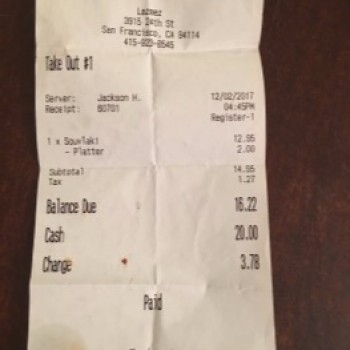 Lazmez
3915 24th St
San Francisco, CA 94114
415-923-6545
Take Out #1
Server: Jackson H. 12/02/2017
Receipt: 60701 04:45PM
Register-1
1 x Souvlaki 12.95
- Platter 2.00
Subtotal 14.95
Tax 1.27
Balance Due 16.22
Cash 20.00
Change 3.78
Paid